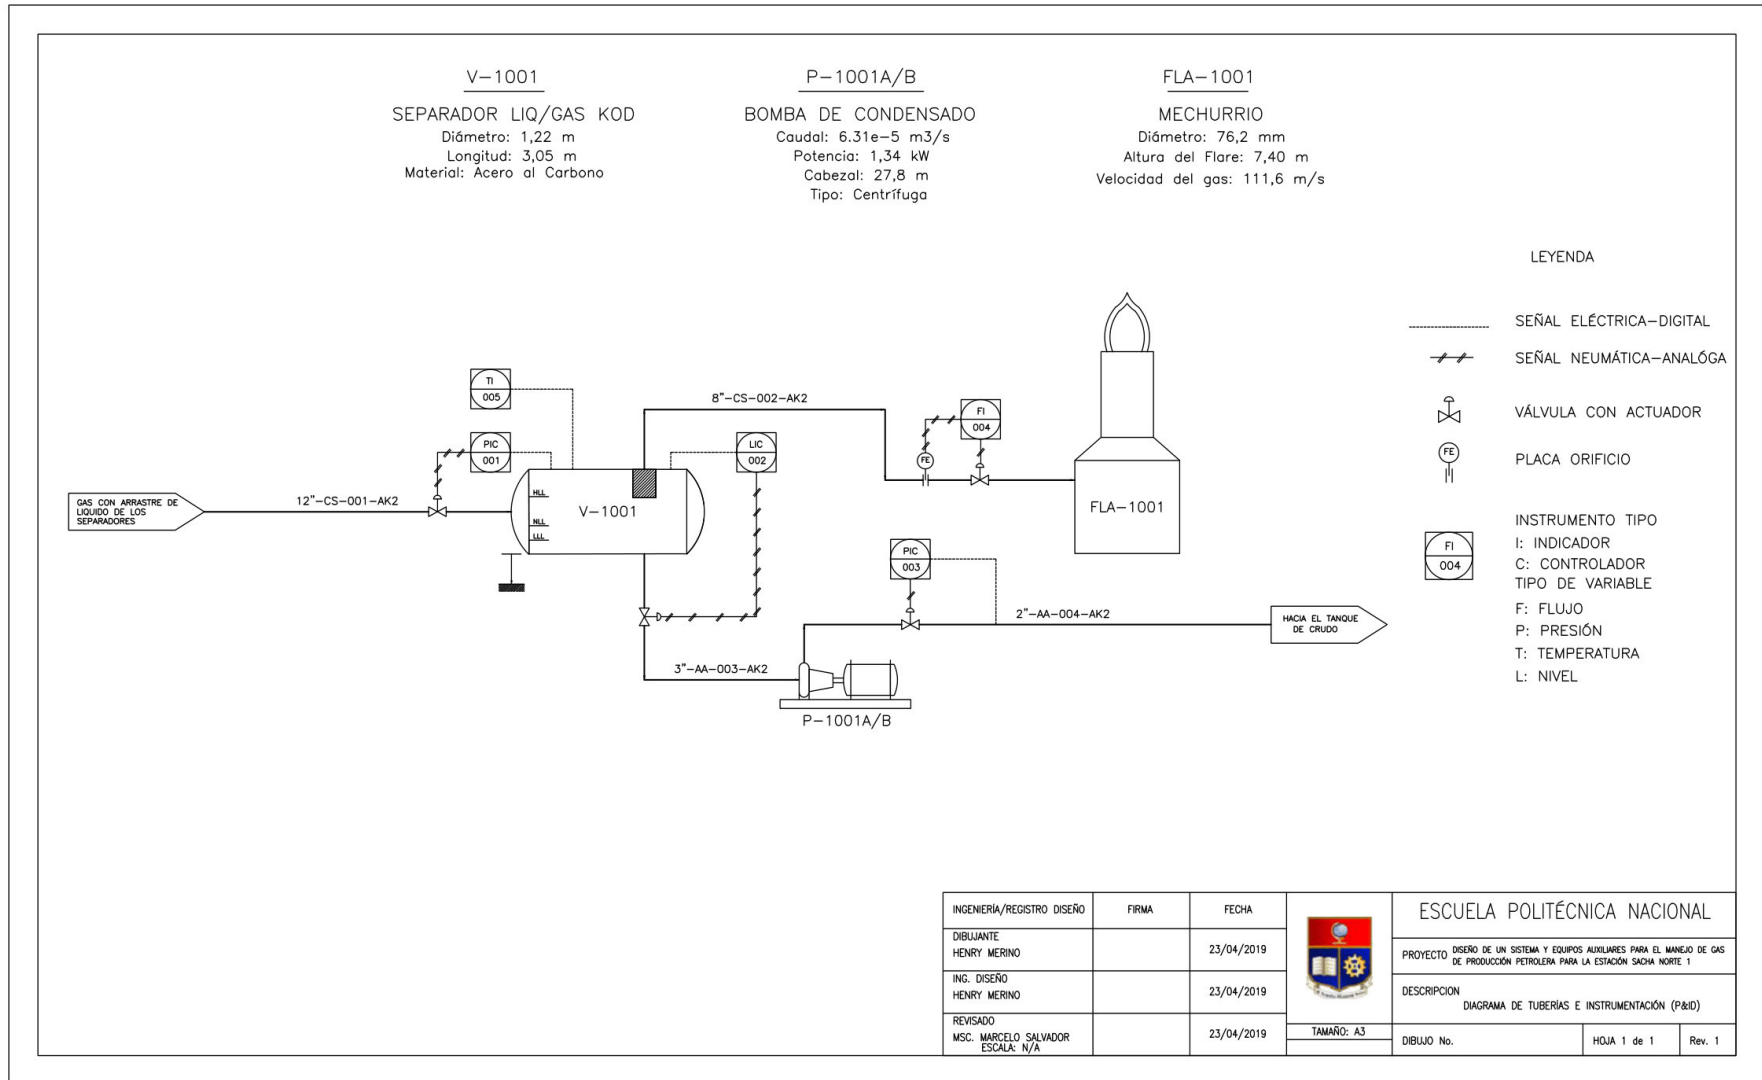 V-1001
SEPARADOR LIQ/GAS KOD
Diámetro: 1,22 m
Longitud: 3,05 m
Material: Acero al Carbono
P-1001A/B
BOMBA DE CONDENSADO
Caudal: 6.31e-5 m3/s
Potencia: 1,34 kW
Cabezal: 27,8 m
Tipo: Centrífuga
FLA-1001
MECHURRIO
Diámetro: 76,2 mm
Altura del Flare: 7,40 m
Velocidad del gas: 111,6 m/s
LEYENDA
SEÑAL ELÉCTRICA-DIGITAL
SEÑAL NEUMÁTICA-ANALÓGA
VÁLVULA CON ACTUADOR
FE
PLACA ORIFICIO
FI
004
INSTRUMENTO TIPO
I: INDICADOR
C: CONTROLADOR
TIPO DE VARIABLE
F: FLUJO
P: PRESIÓN
T: TEMPERATURA
L: NIVEL
TI
005
PIC
001
8"-CS-002-AK2
LIC
002
FI
004
FE
GAS CON ARRASTRE DE
LIQUIDO DE LOS
SEPARADORES
12"-CS-001-AK2
HLL
NLL
LLL
V-1001
FLA-1001
PIC
003
2"-AA-004-AK2
HACIA EL TANQUE
DE CRUDO
3"-AA-003-AK2
P-1001A/B
INGENIERÍA/REGISTRO DISEÑO
FIRMA
FECHA
DIBUJANTE
HENRY MERINO
23/04/2019
ING. DISEÑO
HENRY MERINO
23/04/2019
REVISADO
MSC. MARCELO SALVADOR
ESCALA: N/A
23/04/2019
TAMAÑO: A3
ESCUELA POLITÉCNICA NACIONAL
PROYECTO DISEÑO DE UN SISTEMA Y EQUIPOS AUXILIARES PARA EL MANEJO DE GAS
DE PRODUCCIÓN PETROLERA PARA LA ESTACIÓN SACHA NORTE 1
DESCRIPCION
DIAGRAMA DE TUBERÍAS E INSTRUMENTACIÓN (P&ID)
DIBUJO No.
HOJA 1 de 1
Rev. 1